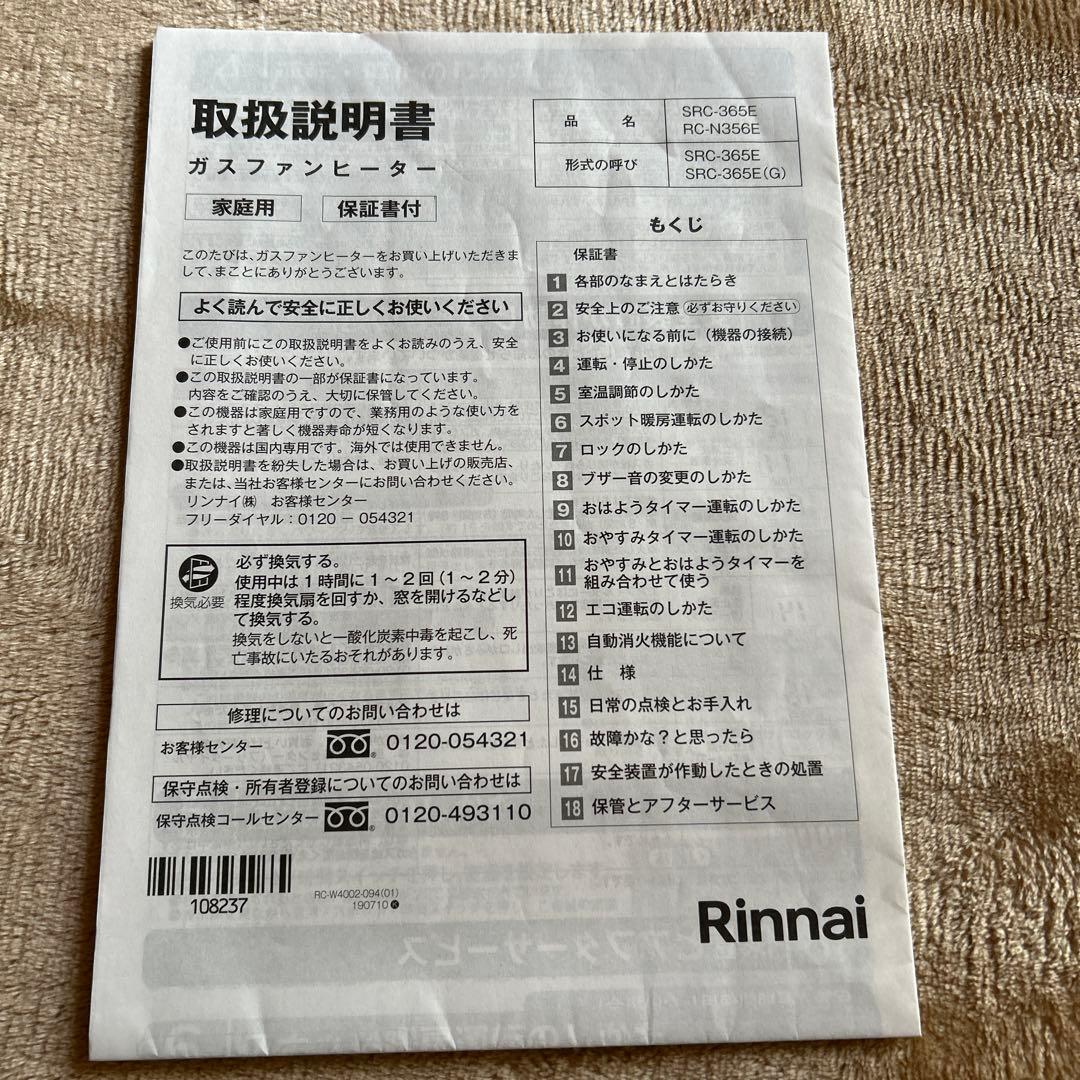 取扱説明書
ガスファンヒーター
家庭用 保証書付
品名 SRC-365E
RC-N356E
形式の呼び SRC-365E
SRC-365E(G)
このたびは、ガスファンヒーターをお買い上げいただきま
して、まことにありがとうございます。
よく読んで安全に正しくお使いください
●ご使用前にこの取扱説明書をよくお読みのうえ、安全
に正しくお使いください。
●この取扱説明書の一部が保証書になっています。
内容をご確認のうえ、大切に保管してください。
●この機器は家庭用ですので、業務用のような使い方を
されますと著しく機器寿命が短くなります。
●この機器は国内専用です。海外では使用できません。
●取扱説明書を紛失した場合は、お買い上げの販売店、
または、当社お客様センターにお問い合わせください。
リンナイ㈱ お客様センター
フリーダイヤル：0120 － 054321
換気必要
必ず換気する。
使用中は1時間に1～2回（1～2分）
程度換気扇を回すか、窓を開けるなどし
て換気する。
換気をしないと一酸化炭素中毒を起こし、死
亡事故にいたるおそれがあります。
修理についてのお問い合わせは
お客様センター 0120-054321
保守点検・所有者登録についてのお問い合わせは
保守点検コールセンター 0120-493110
108237
RC-W4002-094(01)
190710 Ⓚ
もくじ
保証書
1 各部のなまえとはたらき
2 安全上のご注意 必ずお守りください
3 お使いになる前に（機器の接続）
4 運転・停止のしかた
5 室温調節のしかた
6 スポット暖房運転のしかた
7 ロックのしかた
8 ブザー音の変更のしかた
9 おはようタイマー運転のしかた
10 おやすみタイマー運転のしかた
11 おやすみとおはようタイマーを
組み合わせて使う
12 エコ運転のしかた
13 自動消火機能について
14 仕様
15 日常の点検とお手入れ
16 故障かな？と思ったら
17 安全装置が作動したときの処置
18 保管とアフターサービス
Rinnai